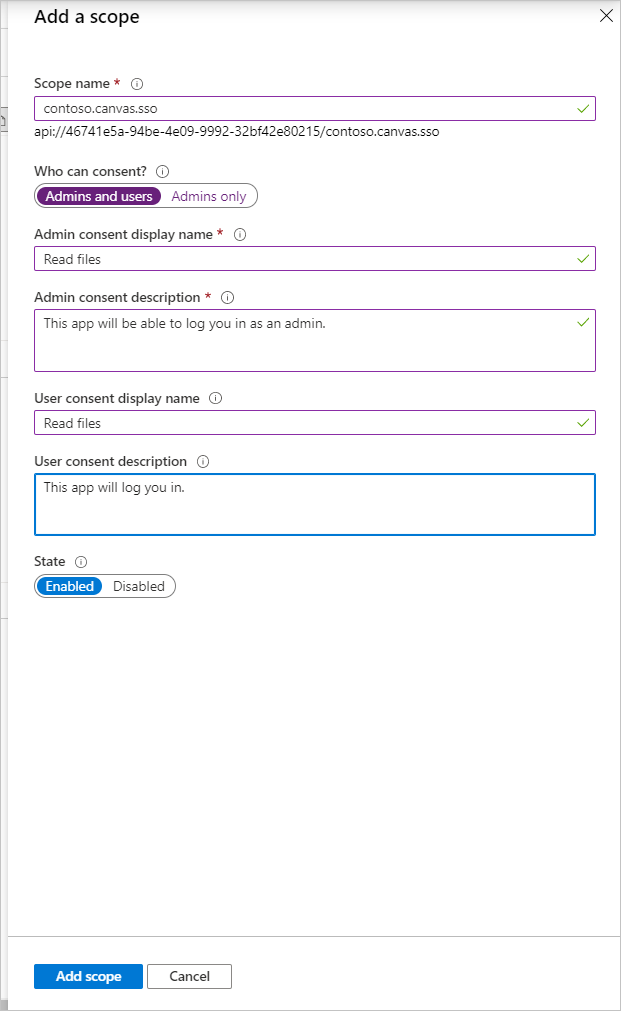 Add a scope
Scope name *
contoso.canvas.sso
api://46741e5a-94be-4e09-9992-32bf42e80215/contoso.canvas.sso
Who can consent?
Admins and users Admins only
Admin consent display name *
Read files
Admin consent description *
This app will be able to log you in as an admin.
User consent display name
Read files
User consent description
This app will log you in.
State
Enabled Disabled
Add scope Cancel